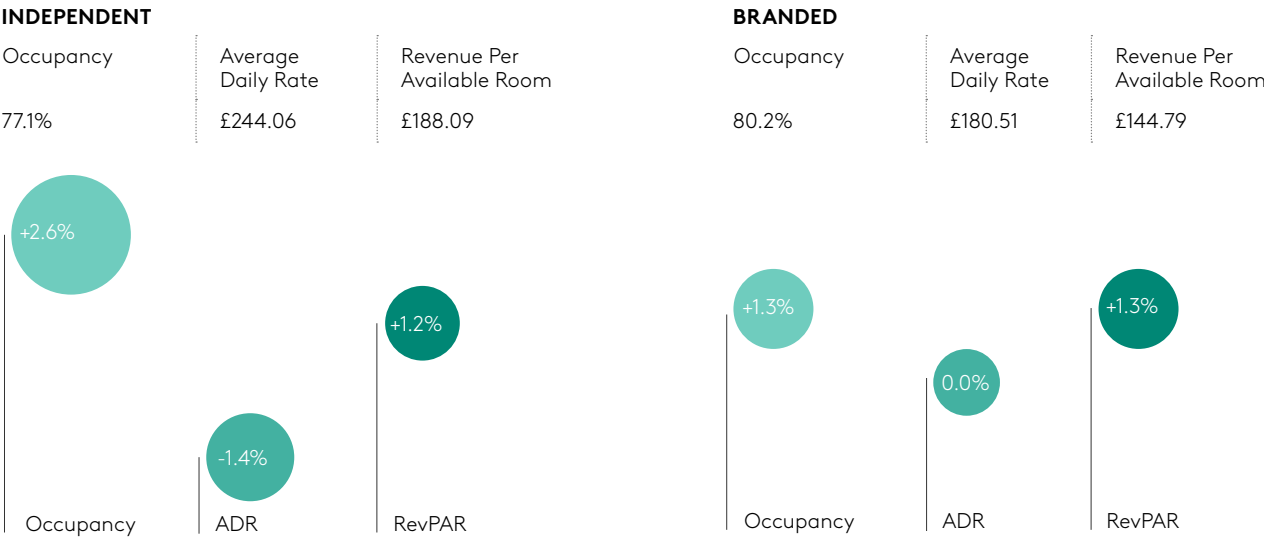 INDEPENDENT
Occupancy
Average
Daily Rate
Revenue Per
Available Room
77.1%
£244.06
£188.09
+2.6%
+1.2%
-1.4%
Occupancy
ADR
RevPAR
BRANDED
Occupancy
Average
Daily Rate
Revenue Per
Available Room
80.2%
£180.51
£144.79
+1.3%
+1.3%
0.0%
Occupancy
ADR
RevPAR